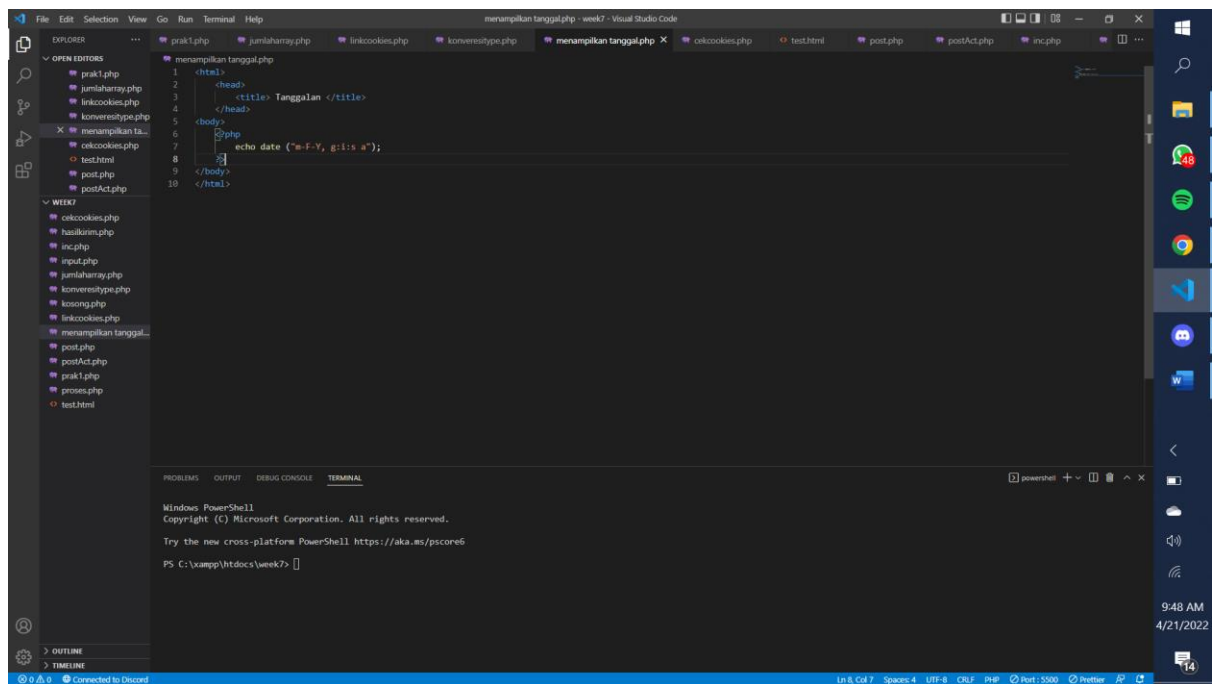 File Edit Selection View Go Run Terminal Help
menampilkan tanggal.php - week7 - Visual Studio Code
EXPLORER
OPEN EDITORS
prak1.php
jumlaharray.php
linkcookies.php
konveresitype.php
menampilkan ta...
cekcookies.php
test.html
post.php
postAct.php
WEEK7
cekcookies.php
hasilkirim.php
inc.php
input.php
jumlaharray.php
konveresitype.php
kosong.php
linkcookies.php
menampilkan tanggal...
post.php
postAct.php
prak1.php
proses.php
test.html
OUTLINE
TIMELINE
prak1.php jumlaharray.php linkcookies.php konveresitype.php menampilkan tanggal.php cekcookies.php test.html post.php postAct.php inc.php
menampilkan tanggal.php
1 <html>
2 <head>
3 <title> Tanggalan </title>
4 </head>
5 <body>
6 <?php
7 echo date ("m-F-Y, g:i:s a");
8 ?>
9 </body>
10 </html>
PROBLEMS OUTPUT DEBUG CONSOLE TERMINAL
powershell
Windows PowerShell
Copyright (C) Microsoft Corporation. All rights reserved.
Try the new cross-platform PowerShell https://aka.ms/pscore6
PS C:\xampp\htdocs\week7>
0 0 Connected to Discord
Ln 8, Col 7 Spaces: 4 UTF-8 CRLF PHP Port : 5500 Prettier
48
W
9:48 AM
4/21/2022
14